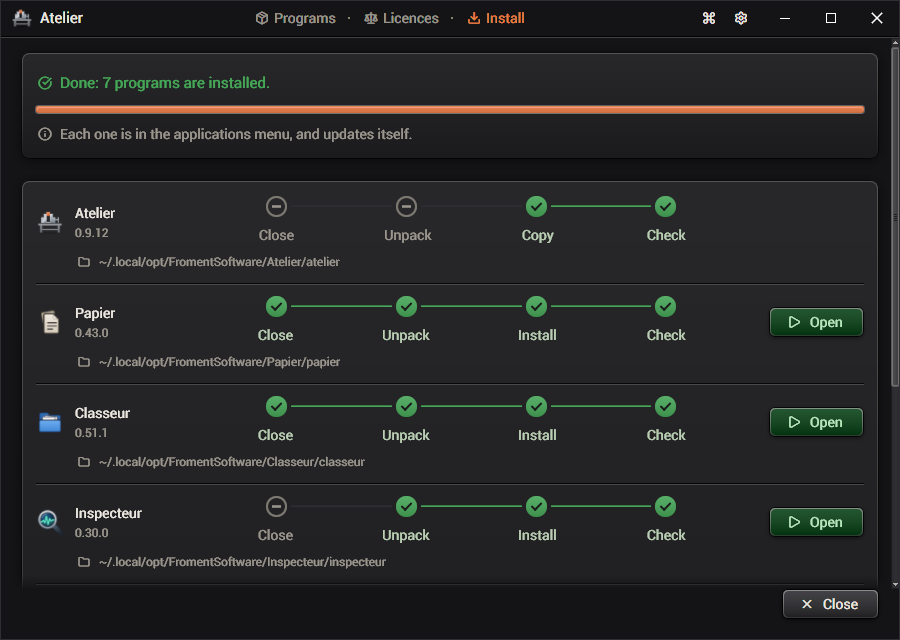 Atelier
Programs · Licences · Install
Done: 7 programs are installed.
Each one is in the applications menu, and updates itself.
Atelier
0.9.12
Close Unpack Copy Check
~/.local/opt/FromentSoftware/Atelier/atelier
Papier
0.43.0
Close Unpack Install Check
Open
~/.local/opt/FromentSoftware/Papier/papier
Classeur
0.51.1
Close Unpack Install Check
Open
~/.local/opt/FromentSoftware/Classeur/classeur
Inspecteur
0.30.0
Close Unpack Install Check
Open
~/.local/opt/FromentSoftware/Inspecteur/inspecteur
Close